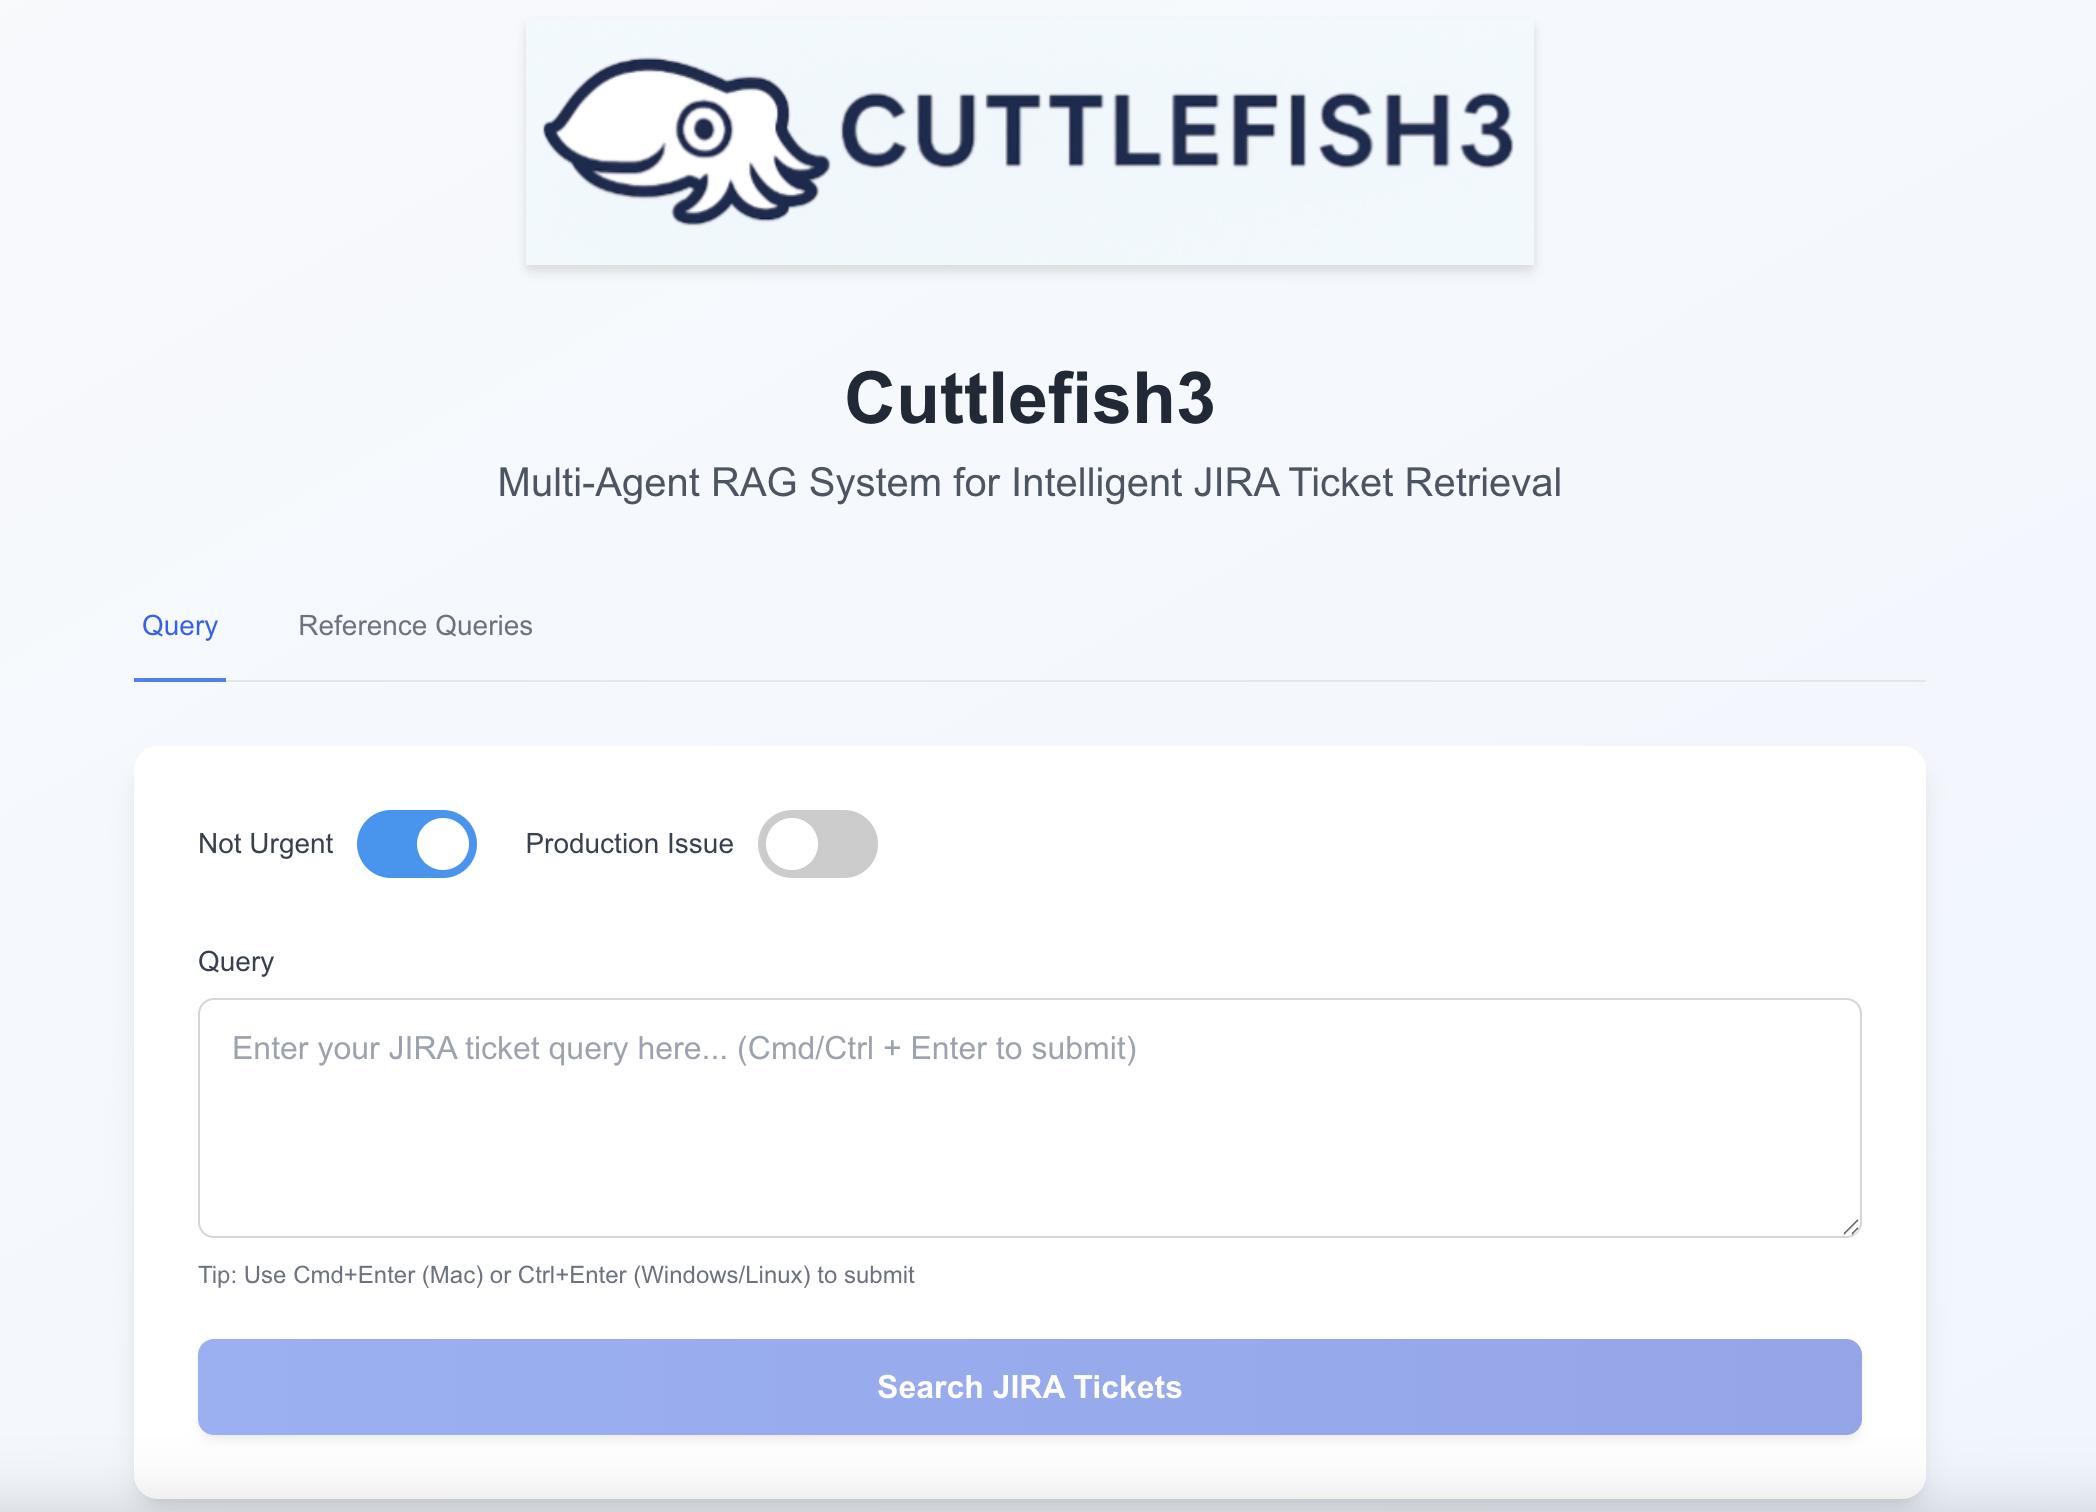 CUTTLEFISH3
Cuttlefish3
Multi-Agent RAG System for Intelligent JIRA Ticket Retrieval
Query
Reference Queries
Not Urgent
Production Issue
Query
Enter your JIRA ticket query here... (Cmd/Ctrl + Enter to submit)
Tip: Use Cmd+Enter (Mac) or Ctrl+Enter (Windows/Linux) to submit
Search JIRA Tickets